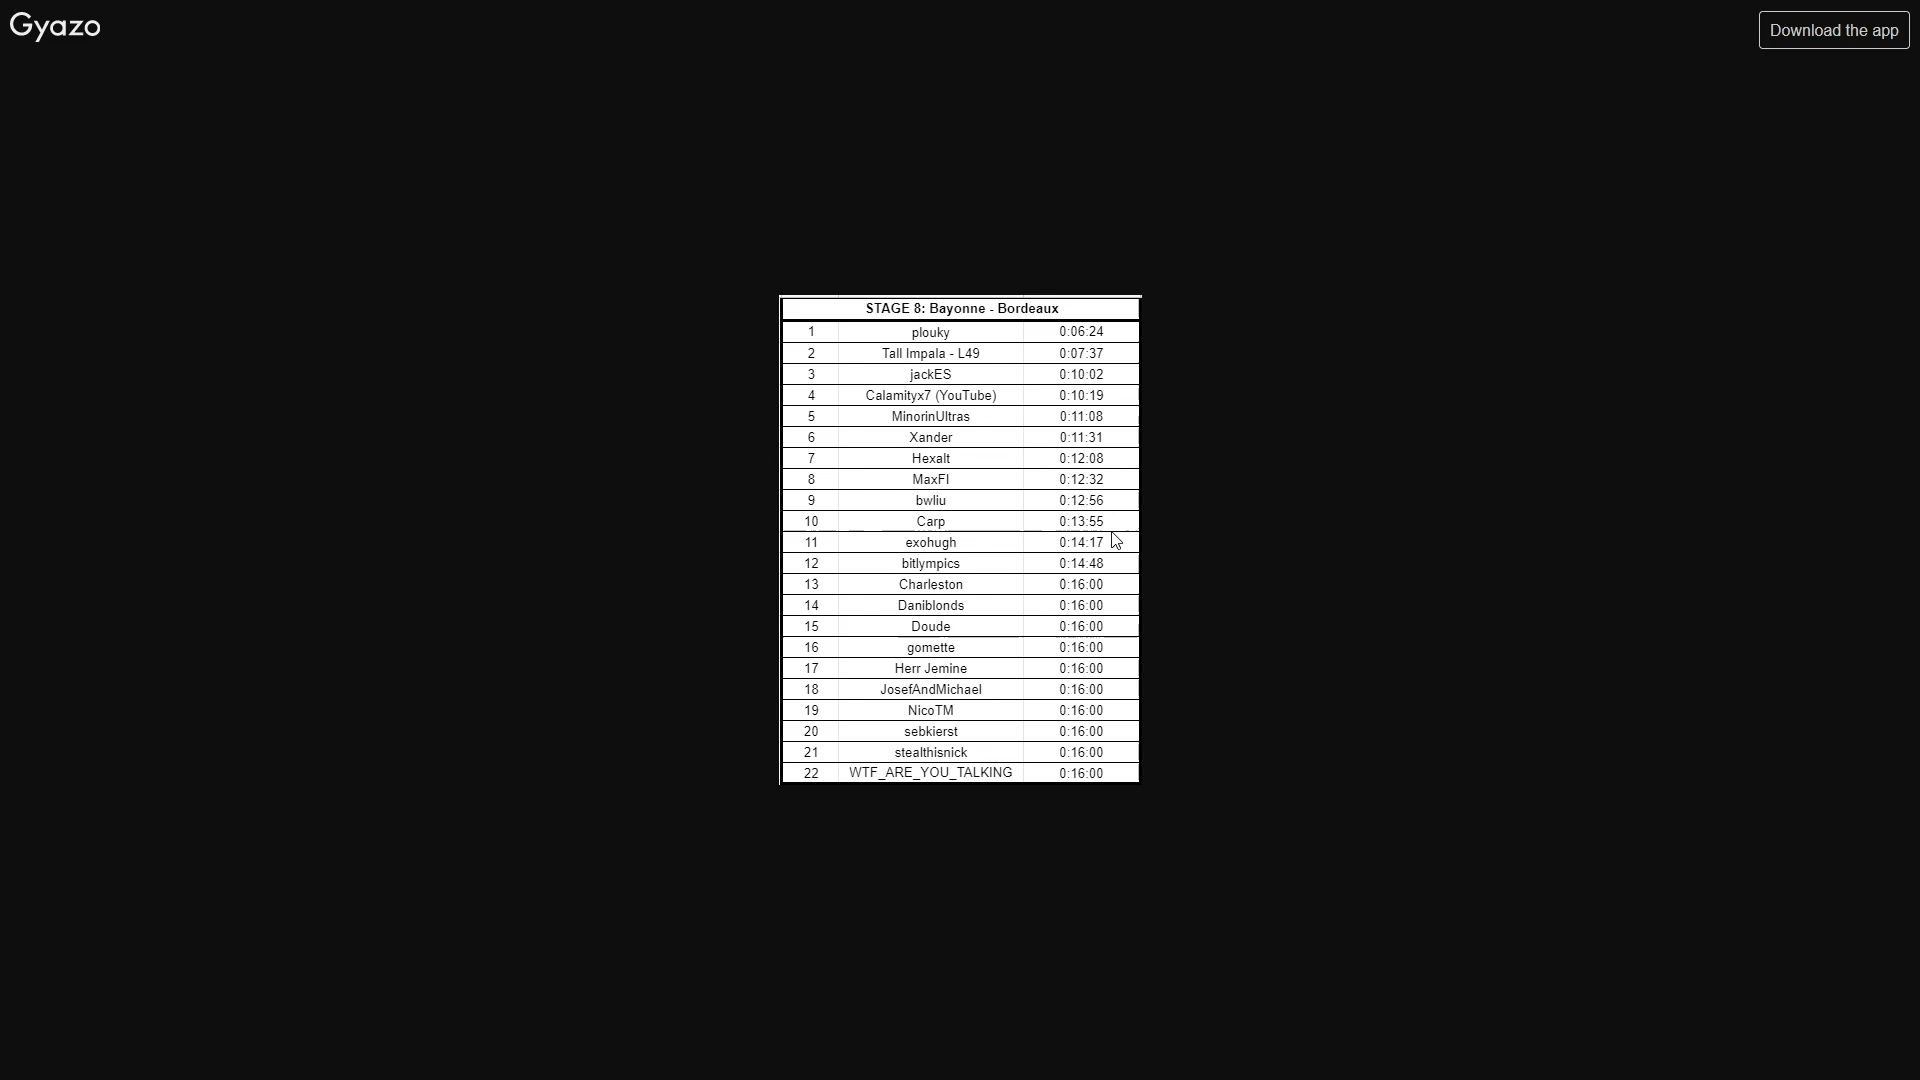 Gyazo
Download the app
STAGE 8: Bayonne - Bordeaux
1 plouky 0:06:24
2 Tall Impala - L49 0:07:37
3 jackES 0:10:02
4 Calamityx7 (YouTube) 0:10:19
5 MinorinUltras 0:11:08
6 Xander 0:11:31
7 Hexalt 0:12:08
8 MaxFI 0:12:32
9 bwliu 0:12:56
10 Carp 0:13:55
11 exohugh 0:14:17
12 bitlympics 0:14:48
13 Charleston 0:16:00
14 Daniblonds 0:16:00
15 Doude 0:16:00
16 gomette 0:16:00
17 Herr Jemine 0:16:00
18 JosefAndMichael 0:16:00
19 NicoTM 0:16:00
20 sebkierst 0:16:00
21 stealthisnick 0:16:00
22 WTF_ARE_YOU_TALKING 0:16:00